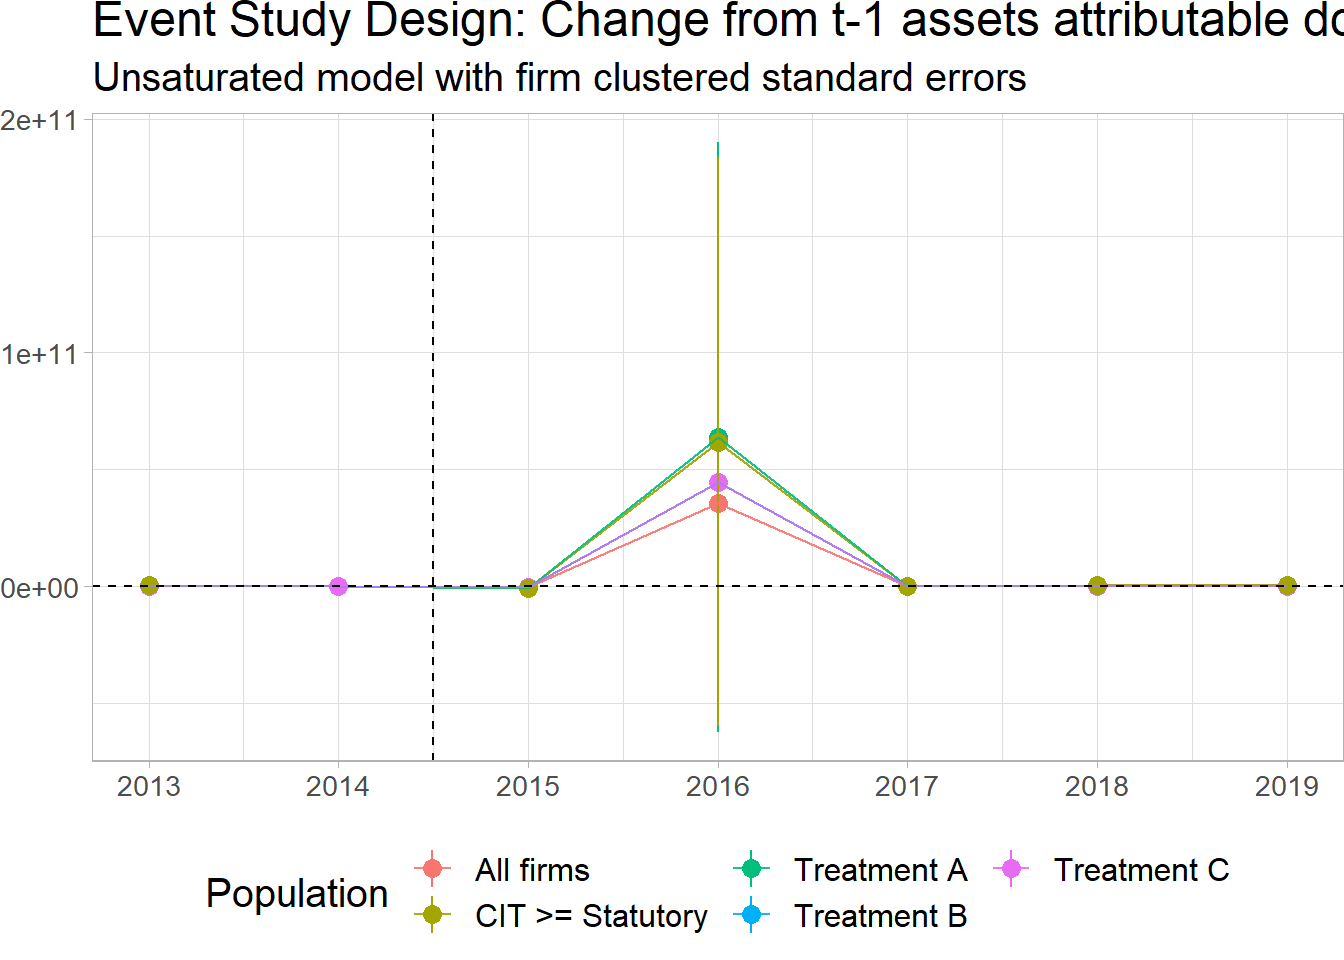 Event Study Design: Change from t-1 assets attributable
Unsaturated model with firm clustered standard errors
2e+11
1e+11
0e+00
2013 2014 2015 2016 2017 2018 2019
Population
All firms Treatment A Treatment C
CIT >= Statutory Treatment B